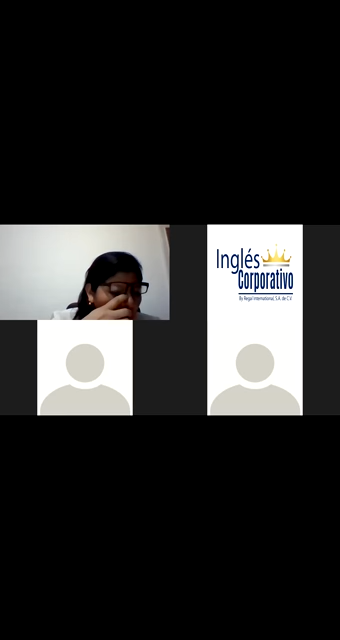 Inglés
Corporativo
By Regal International, S.A. de C.V.